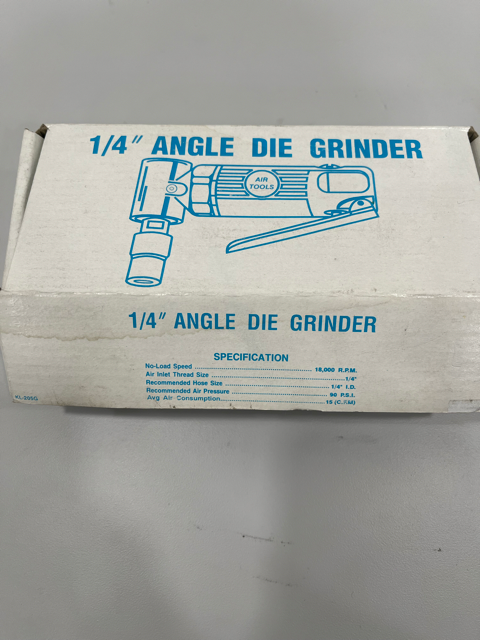 1/4" ANGLE DIE GRINDER
AIR
TOOLS
1/4" ANGLE DIE GRINDER
SPECIFICATION
No-Load Speed ........................................ 18,000 R.P.M.
Air Inlet Thread Size ........................................ 1/4"
Recommended Hose Size ........................................ 1/4" I.D.
Recommended Air Pressure ........................................ 90 P.S.I.
Avg Air Consumption ........................................ 15